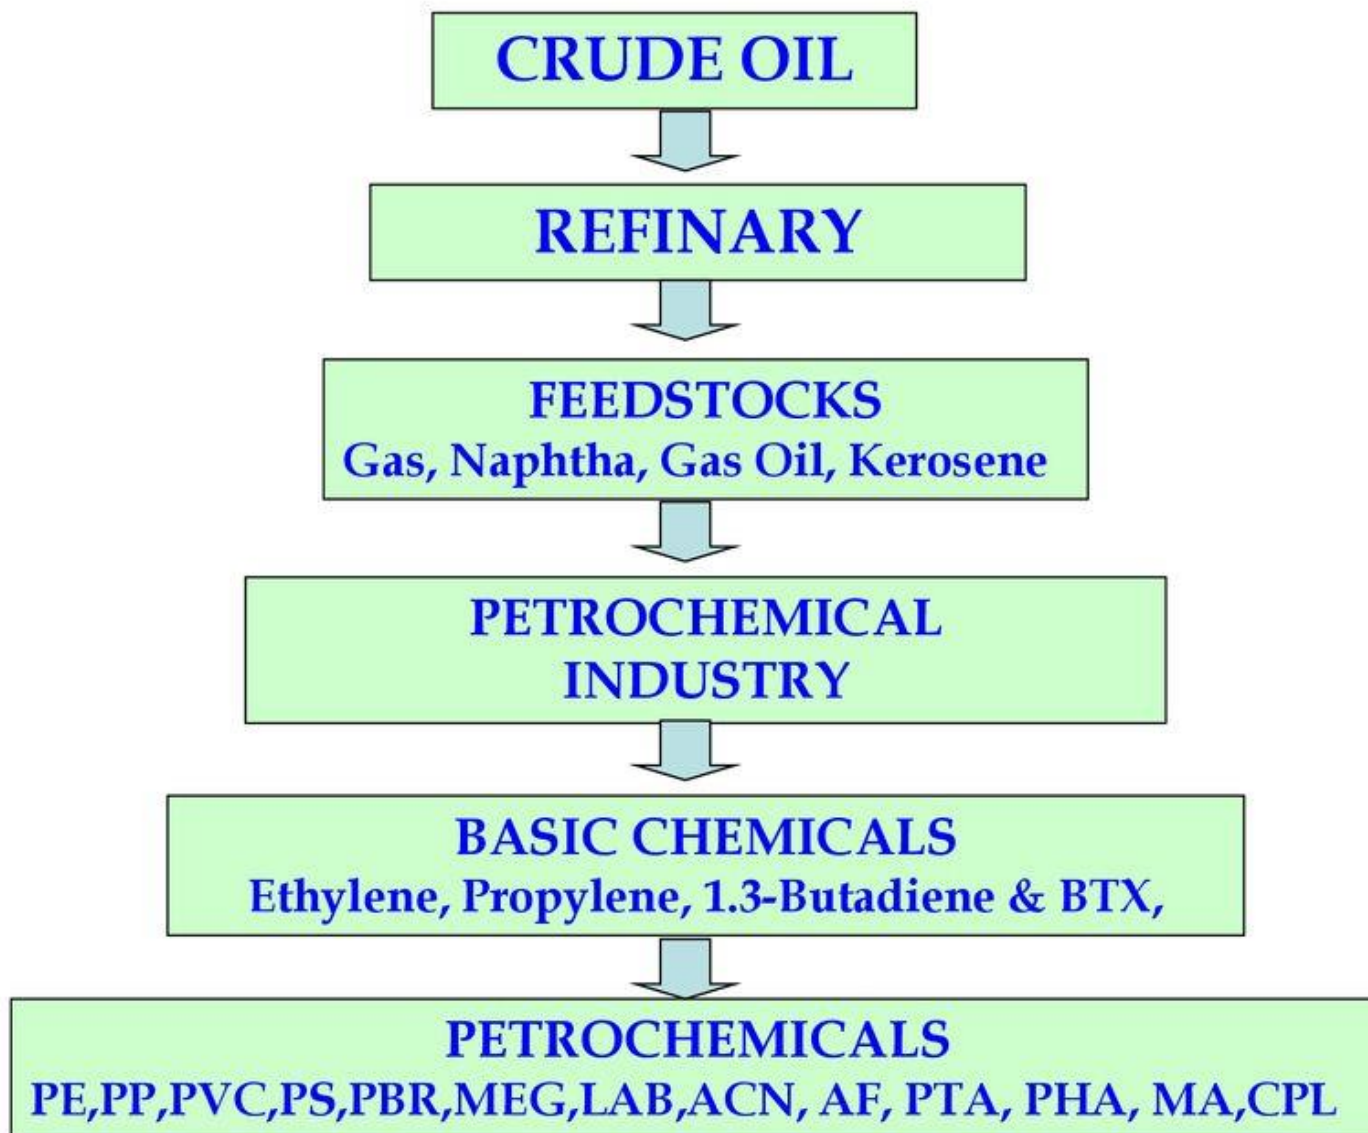 CRUDE OIL
REFINARY
FEEDSTOCKS
Gas, Naphtha, Gas Oil, Kerosene
PETROCHEMICAL
INDUSTRY
BASIC CHEMICALS
Ethylene, Propylene, 1.3-Butadiene & BTX,
PETROCHEMICALS
PE,PP,PVC,PS,PBR,MEG,LAB,ACN, AF, PTA, PHA, MA,CPL